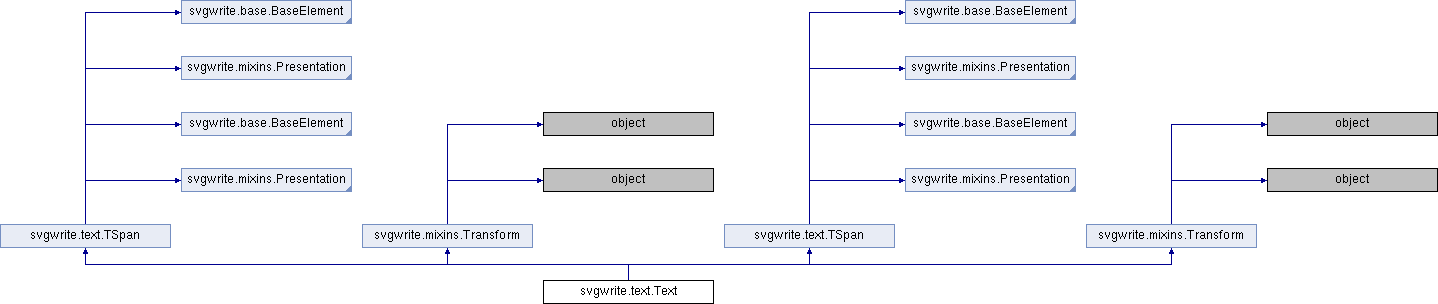 svgwrite.base.BaseElement
svgwrite.base.BaseElement
svgwrite.mixins.Presentation
svgwrite.mixins.Presentation
svgwrite.base.BaseElement
object
svgwrite.base.BaseElement
object
svgwrite.mixins.Presentation
object
svgwrite.mixins.Presentation
object
svgwrite.text.TSpan
svgwrite.mixins.Transform
svgwrite.text.TSpan
svgwrite.mixins.Transform
svgwrite.text.Text